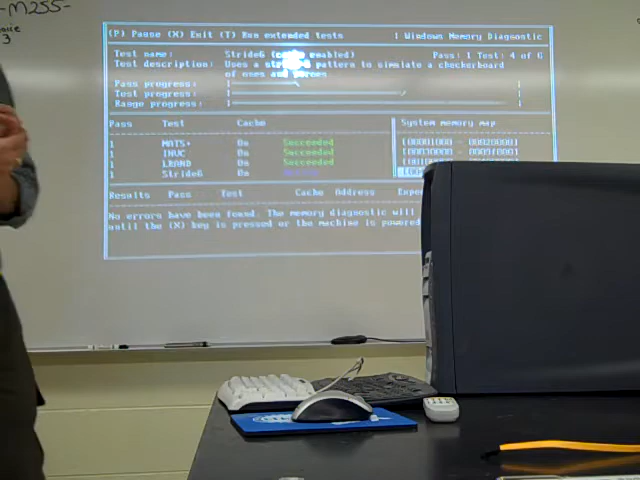 -M255-
3
(P) Pause (X) Exit (T) Run extended tests | Windows Memory Diagnostic
Test name: Stride6 (cache enabled) Pass: 1 Test: 4 of 6
Test description: Uses a stride6 pattern to simulate a checkerboard
of ones and zeroes
Pass progress:
Test progress:
Range progress:
Pass Test Cache System memory map
1 MATS+ On Succeeded
1 INVC On Succeeded
1 LRAND On Succeeded
1 Stride6 On
Results Pass Test Cache Address
No errors have been found. The memory diagnostic will
until the (X) key is pressed or the machine is powered